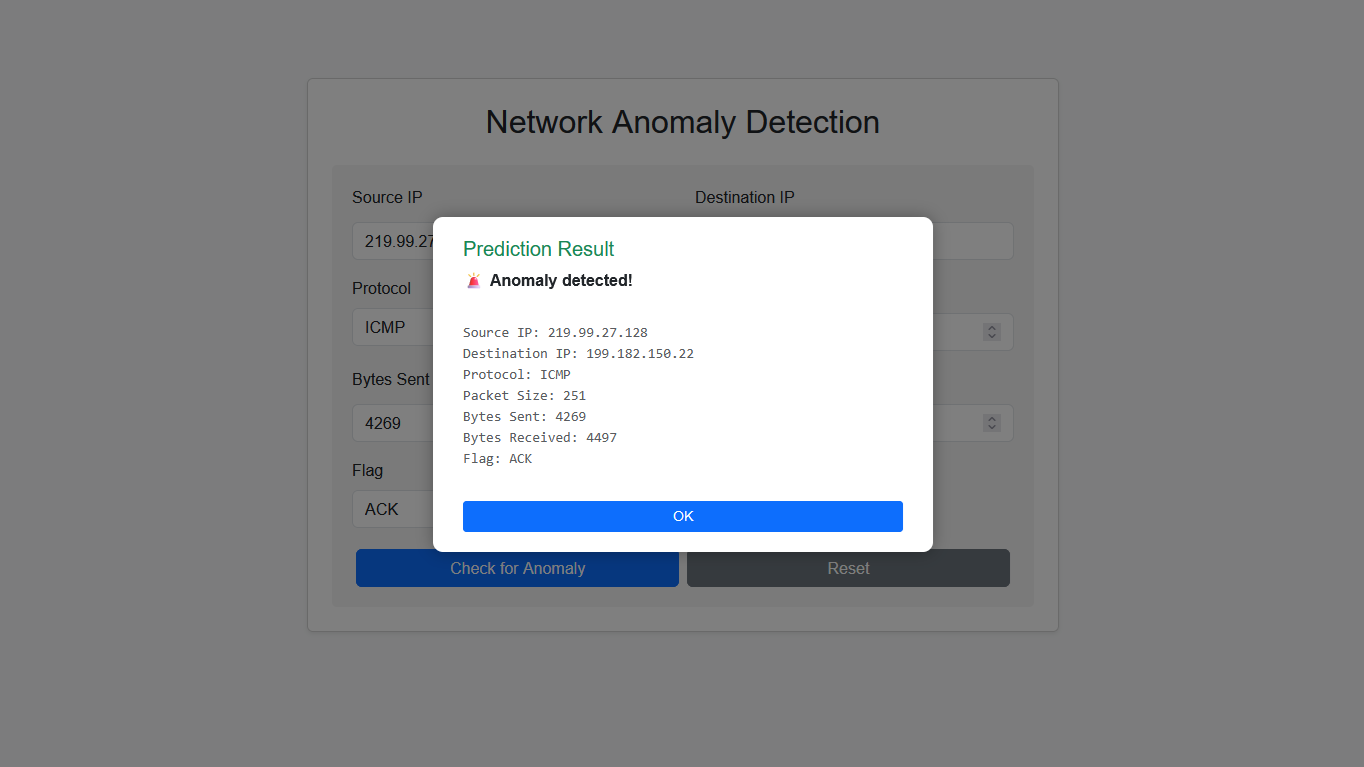 Network Anomaly Detection
Source IP
Destination IP
219.99.27
Protocol
ICMP
Bytes Sent
4269
Flag
ACK
Prediction Result
🚨 Anomaly detected!
Source IP: 219.99.27.128
Destination IP: 199.182.150.22
Protocol: ICMP
Packet Size: 251
Bytes Sent: 4269
Bytes Received: 4497
Flag: ACK
OK
Check for Anomaly
Reset